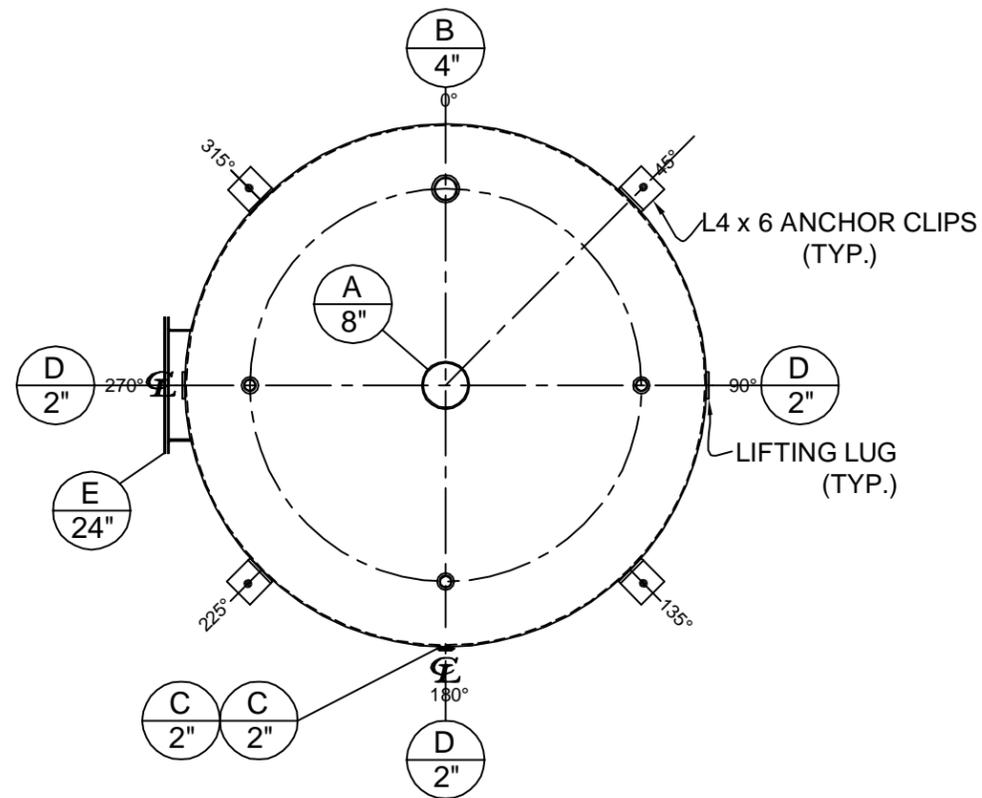 B
4"
0°
315°
45°
L4 x 6 ANCHOR CLIPS
(TYP.)
A
8"
D
2"
270°
℄
90°
D
2"
LIFTING LUG
(TYP.)
E
24"
225°
135°
℄
180°
C
2"
C
2"
D
2"